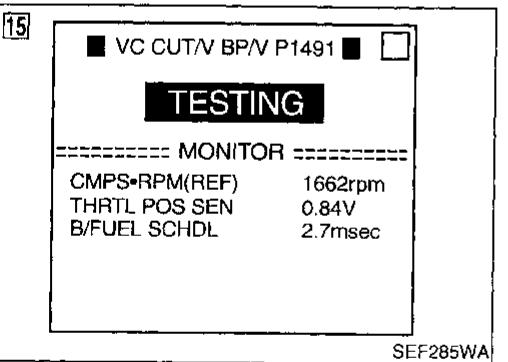 15
■ VC CUT/V BP/V P1491 ■ □
TESTING
========== MONITOR ==========
CMPS•RPM(REF) 1662rpm
THRTL POS SEN 0.84V
B/FUEL SCHDL 2.7msec
SEF285WA